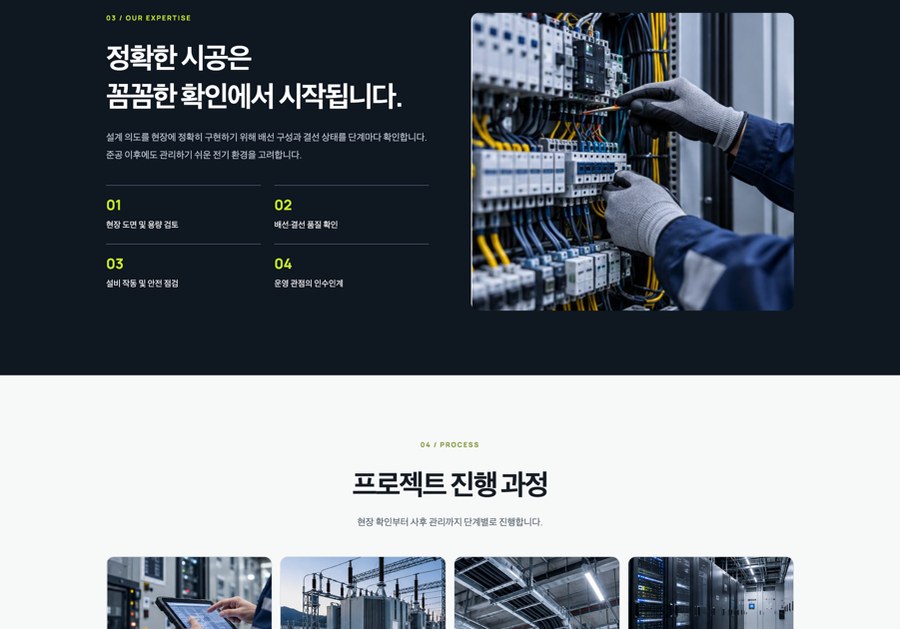 03 / OUR EXPERTISE
정확한 시공은
꼼꼼한 확인에서 시작됩니다.
설계 의도를 현장에 정확히 구현하기 위해 배선 구성과 결선 상태를 단계마다 확인합니다.
준공 이후에도 관리하기 쉬운 전기 환경을 고려합니다.
01
현장 도면 및 용량 검토
02
배선·결선 품질 확인
03
설비 작동 및 안전 점검
04
운영 관점의 인수인계
04 / PROCESS
프로젝트 진행 과정
현장 확인부터 사후 관리까지 단계별로 진행합니다.